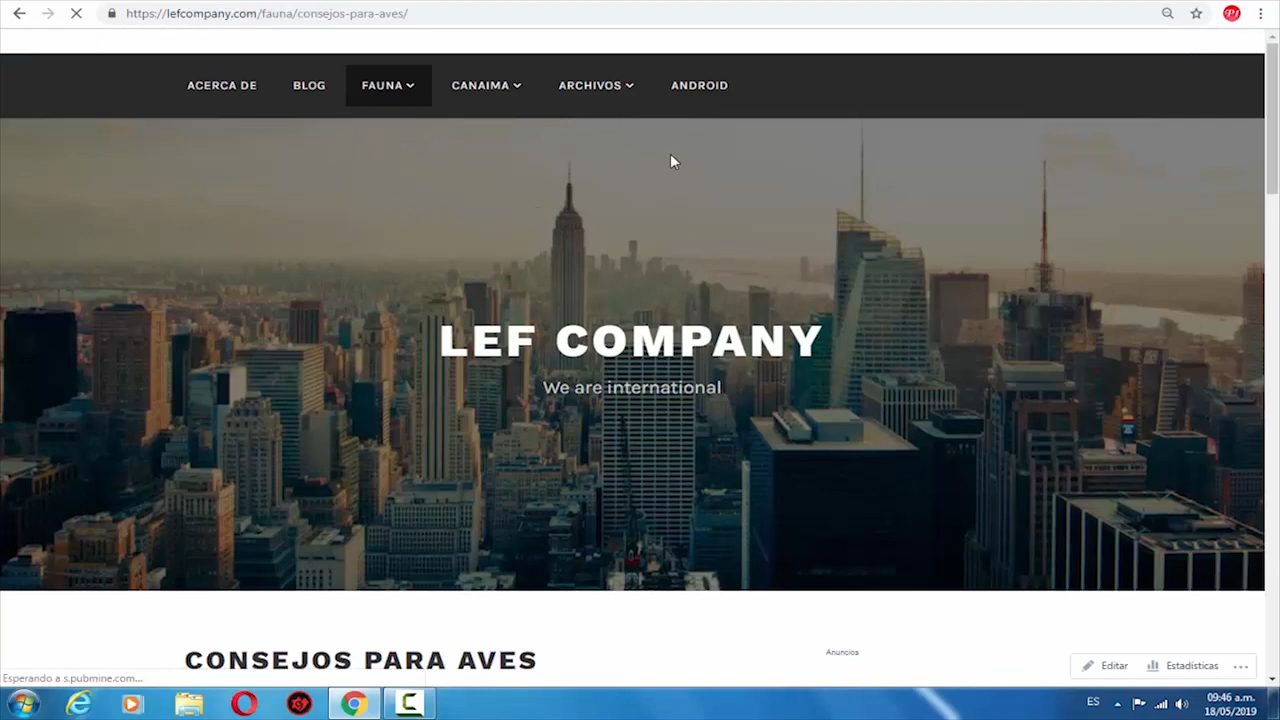 https://lefcompany.com/fauna/consejos-para-aves/
ACERCA DE BLOG FAUNA CANAIMA ARCHIVOS ANDROID
LEF COMPANY
We are international
CONSEJOS PARA AVES
Anuncios
Editar Estadísticas
Esperando a s.pubmine.com...
ES
09:46 a.m.
18/05/2019